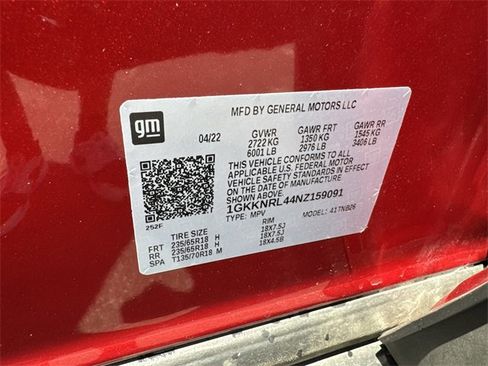 gm
MFD BY GENERAL MOTORS LLC
04/22 GVWR GAWR FRT GAWR RR
2722 KG 1350 KG 1545 KG
6001 LB 2976 LB 3406 LB
THIS VEHICLE CONFORMS TO ALL
APPLICABLE U.S. FEDERAL MOTOR
VEHICLE SAFETY STANDARDS IN EFFECT
ON THE DATE OF MANUFACTURE
SHOWN ABOVE.
1GKKNRL44NZ159091
TYPE: MPV MODEL: 41TNB26
252F
TIRE SIZE RIM
FRT 235/65R18 H 18X7.5J
RR 235/65R18 H 18X7.5J
SPA T135/70R18 M 18X4.5B